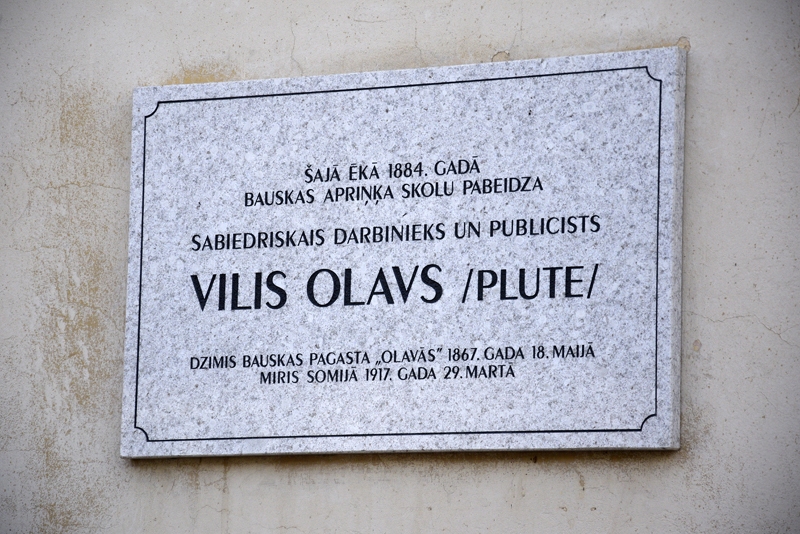 ŠAJĀ ĒKĀ 1884. GADĀ
BAUSKAS APRIŅĶA SKOLU PABEIDZA
SABIEDRISKAIS DARBINIEKS UN PUBLICISTS
VILIS OLAVS /PLUTE/
DZIMIS BAUSKAS PAGASTA „OLAVĀS” 1867. GADA 18. MAIJĀ
MIRIS SOMIJĀ 1917. GADA 29. MARTĀ